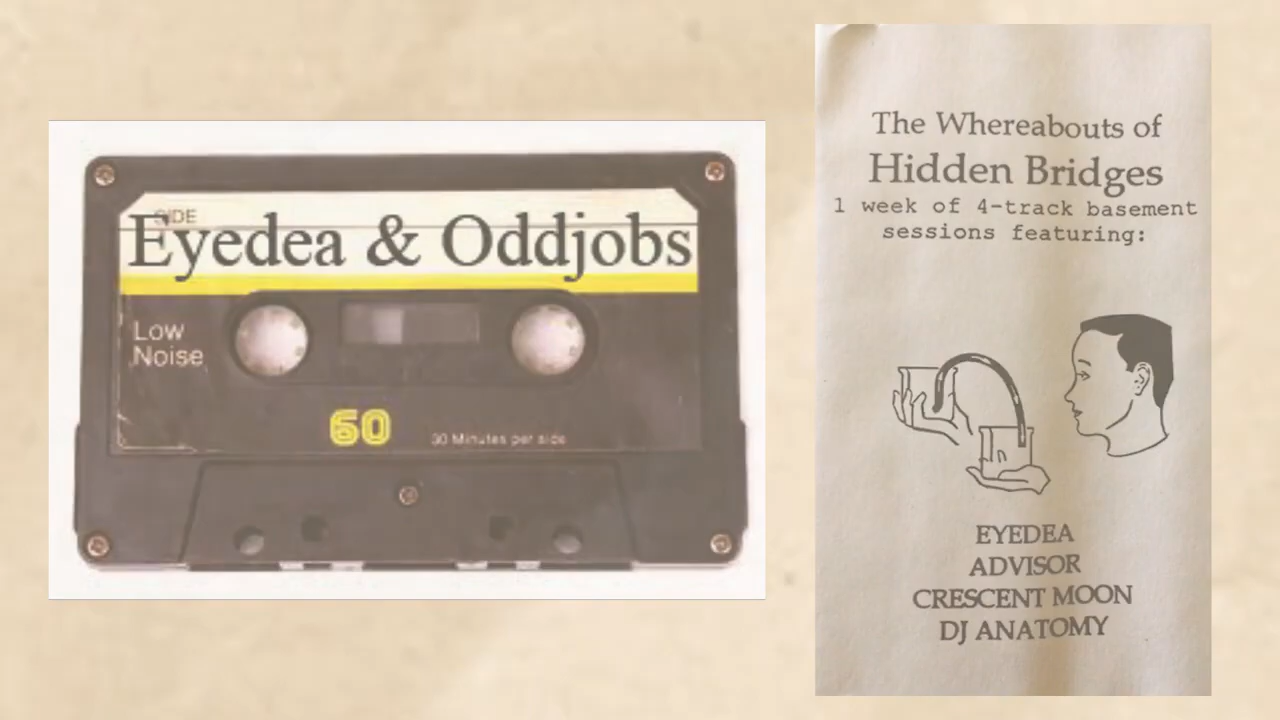 SIDE
Eyedea & Oddjobs
Low
Noise
60
30 Minutes per side
The Whereabouts of
Hidden Bridges
1 week of 4-track basement
sessions featuring:
EYEDEA
ADVISOR
CRESCENT MOON
DJ ANATOMY